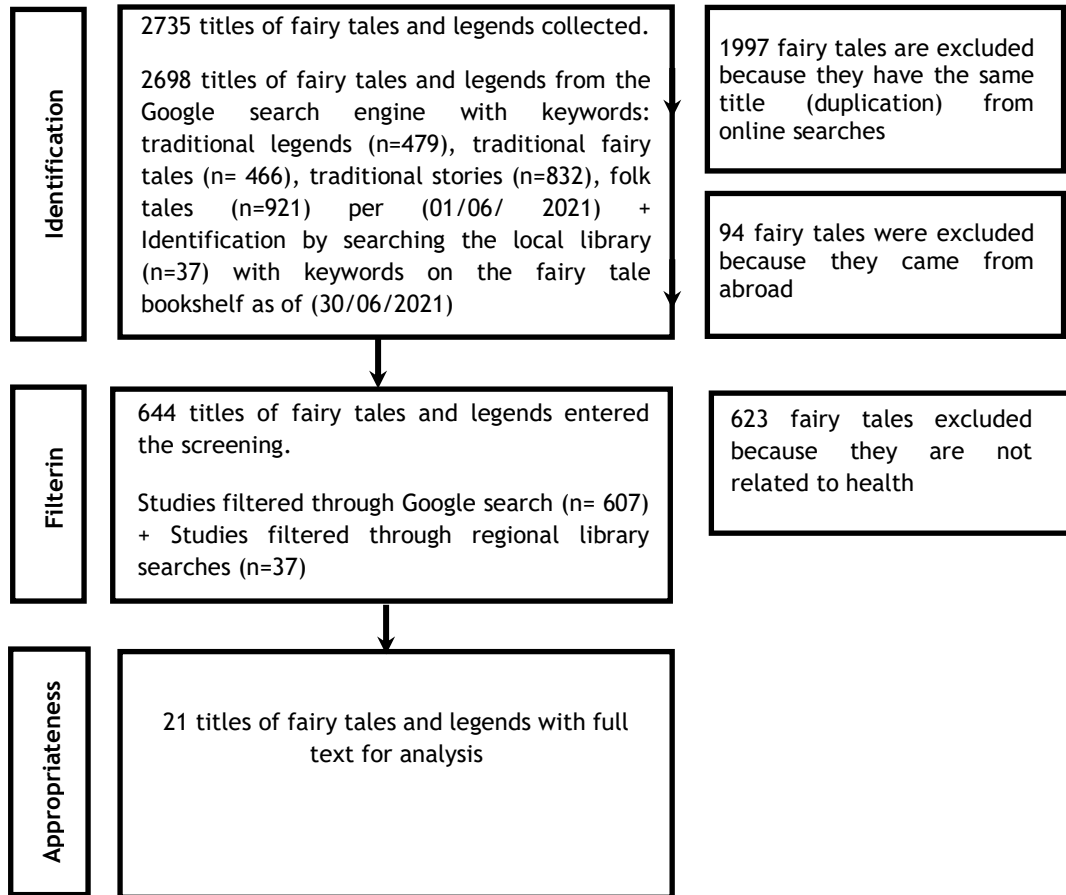 Identification
2735 titles of fairy tales and legends collected.
2698 titles of fairy tales and legends from the
Google search engine with keywords:
traditional legends (n=479), traditional fairy
tales (n= 466), traditional stories (n=832), folk
tales (n=921) per (01/06/ 2021) +
Identification by searching the local library
(n=37) with keywords on the fairy tale
bookshelf as of (30/06/2021)
1997 fairy tales are excluded
because they have the same
title (duplication) from
online searches
94 fairy tales were excluded
because they came from
abroad
Filterin
644 titles of fairy tales and legends entered
the screening.
Studies filtered through Google search (n= 607)
+ Studies filtered through regional library
searches (n=37)
623 fairy tales excluded
because they are not
related to health
Appropriateness
21 titles of fairy tales and legends with full
text for analysis